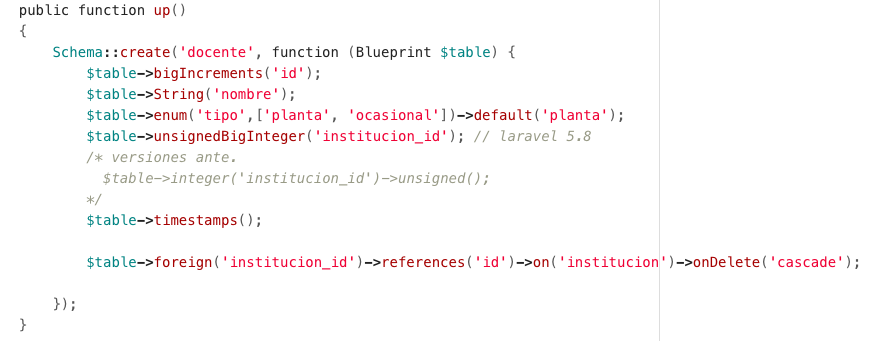 public function up()
{
    Schema::create('docente', function (Blueprint $table) {
        $table->bigIncrements('id');
        $table->String('nombre');
        $table->enum('tipo',['planta', 'ocasional'])->default('planta');
        $table->unsignedBigInteger('institucion_id'); // laravel 5.8
        /* versiones ante.
          $table->integer('institucion_id')->unsigned();
        */
        $table->timestamps();

        $table->foreign('institucion_id')->references('id')->on('institucion')->onDelete('cascade');

    });
}